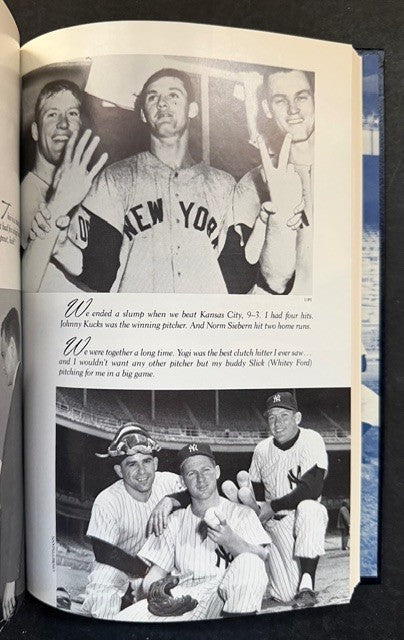 NEW YORK
UPI
We ended a slump when we beat Kansas City, 9–3. I had four hits.
Johnny Kucks was the winning pitcher. And Norm Siebern hit two home runs.
We were together a long time. Yogi was the best clutch hitter I ever saw...
and I wouldn't want any other pitcher but my buddy Slick (Whitey Ford)
pitching for me in a big game.